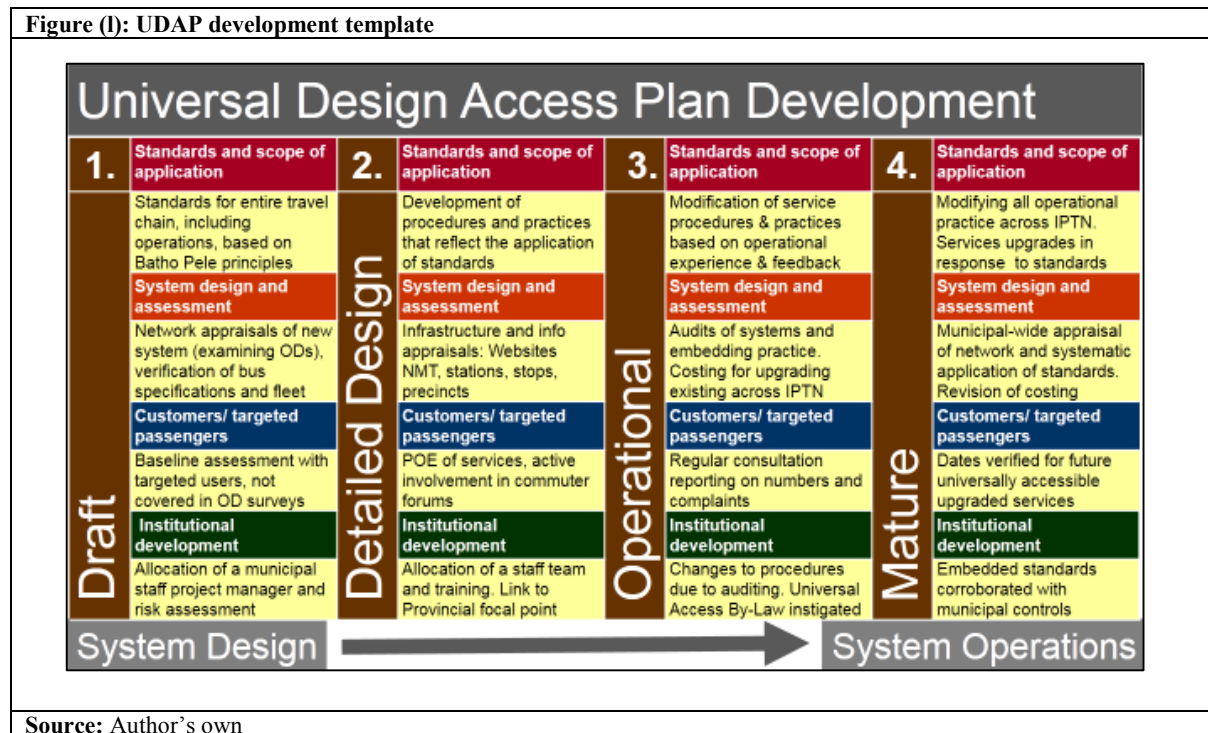 Figure (l): UDAP development template
Universal Design Access Plan Development
1.
Standards and scope of
application
Standards for entire travel
chain, including
operations, based on
Batho Pele principles
System design and
assessment
Network appraisals of new
system (examining ODs),
verification of bus
specifications and fleet
Customers/ targeted
passengers
Baseline assessment with
targeted users, not
covered in OD surveys
Institutional
development
Allocation of a municipal
staff project manager and
risk assessment
Draft
2.
Standards and scope of
application
Development of
procedures and practices
that reflect the application
of standards
System design and
assessment
Infrastructure and info
appraisals: Websites
NMT, stations, stops,
precincts
Customers/ targeted
passengers
POE of services, active
involvement in commuter
forums
Institutional
development
Allocation of a staff team
and training. Link to
Provincial focal point
Detailed Design
3.
Standards and scope of
application
Modification of service
procedures & practices
based on operational
experience & feedback
System design and
assessment
Audits of systems and
embedding practice.
Costing for upgrading
existing across IPTN
Customers/ targeted
passengers
Regular consultation
reporting on numbers and
complaints
Institutional
development
Changes to procedures
due to auditing. Universal
Access By-Law instigated
Operational
4.
Standards and scope of
application
Modifying all operational
practice across IPTN.
Services upgrades in
response to standards
System design and
assessment
Municipal-wide appraisal
of network and systematic
application of standards.
Revision of costing
Customers/ targeted
passengers
Dates verified for future
universally accessible
upgraded services
Institutional
development
Embedded standards
corroborated with
municipal controls
Mature
System Design
System Operations
Source: Author's own